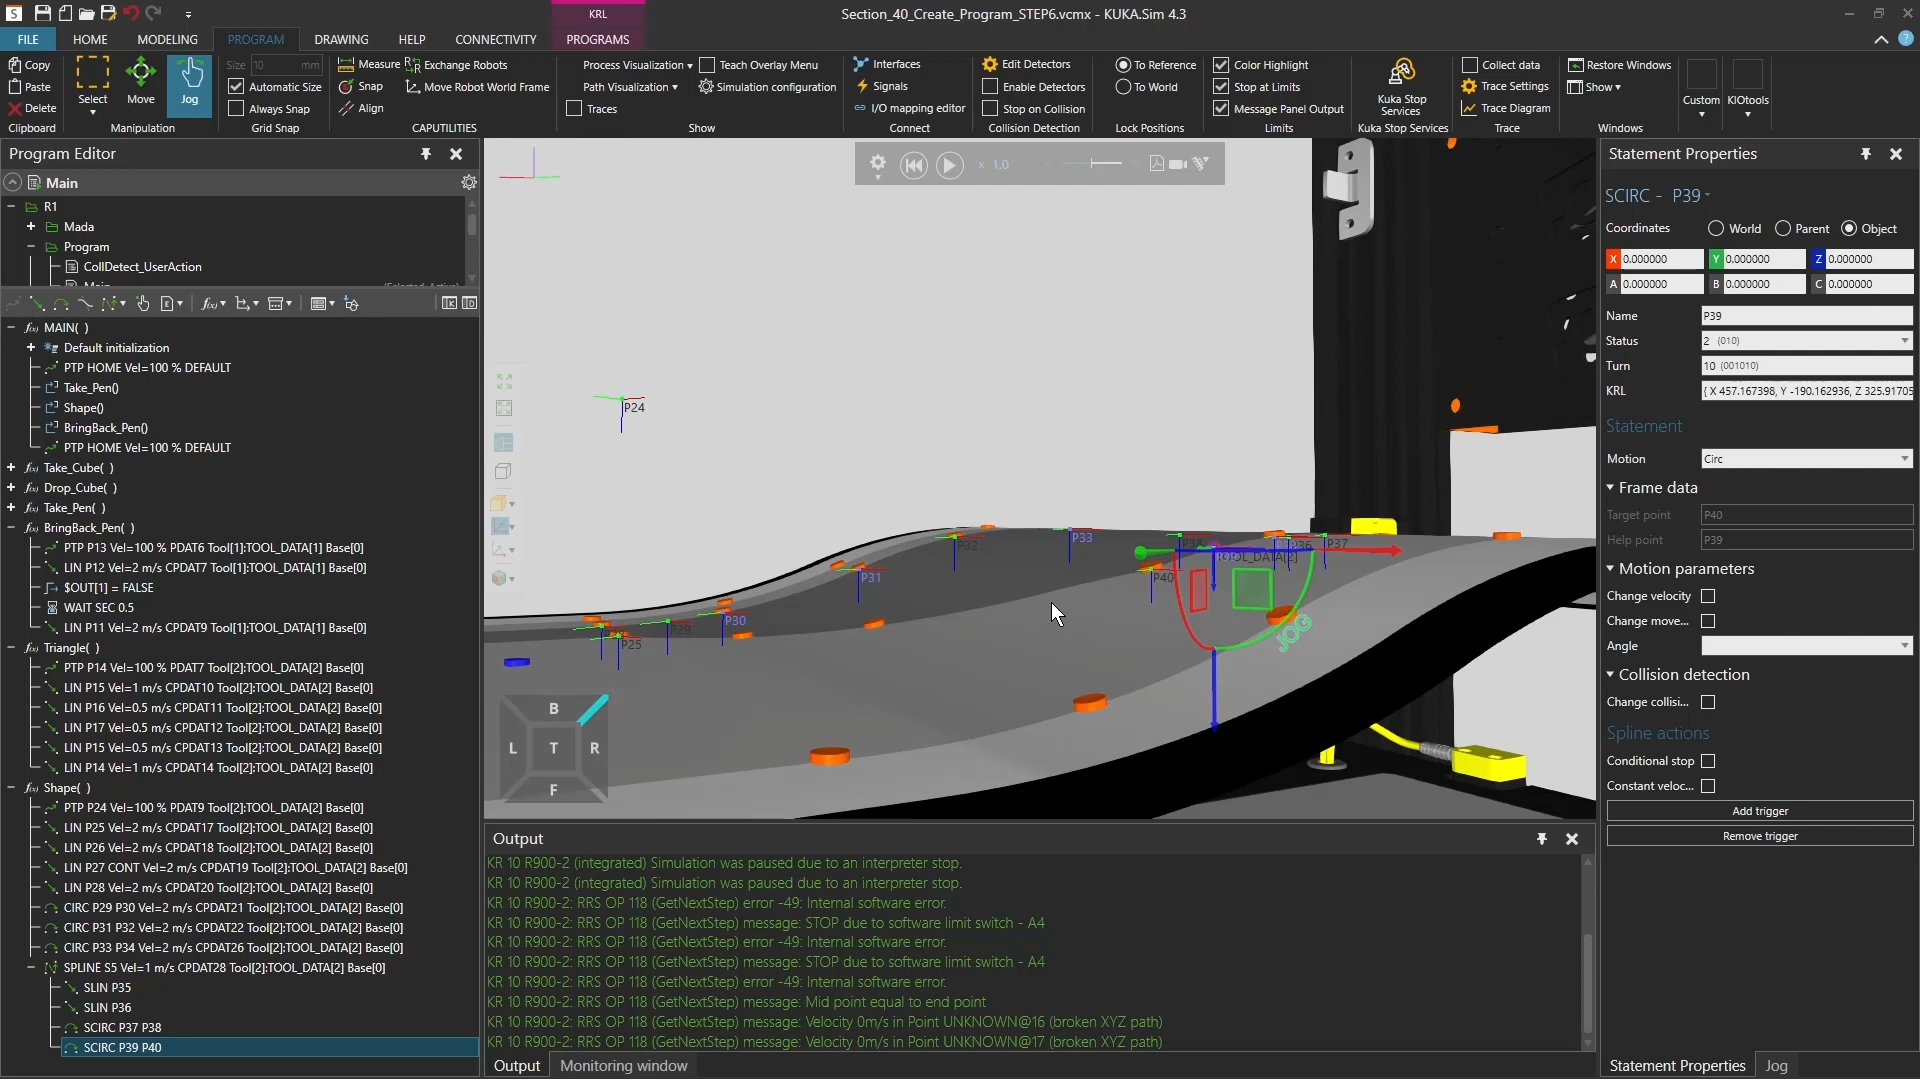 KRL
Section_40_Create_Program_STEP6.vcmx - KUKA.Sim 4.3
FILE HOME MODELING PROGRAM DRAWING HELP CONNECTIVITY PROGRAMS
Copy
Paste
Delete
Clipboard
Select
Move
Jog
Manipulation
Size 10 mm
Automatic Size
Always Snap
Grid Snap
Measure
Snap
Align
Exchange Robots
Move Robot World Frame
CAPUTILITIES
Process Visualization
Path Visualization
Traces
Teach Overlay Menu
Simulation configuration
Show
Interfaces
Signals
I/O mapping editor
Connect
Edit Detectors
Enable Detectors
Stop on Collision
Collision Detection
To Reference
To World
Lock Positions
Color Highlight
Stop at Limits
Message Panel Output
Limits
Kuka Stop
Services
Kuka Stop Services
Collect data
Trace Settings
Trace Diagram
Trace
Restore Windows
Show
Windows
Custom
KIOtools
Program Editor
Main
R1
Mada
Program
CollDetect_UserAction
MAIN( )
Default initialization
PTP HOME Vel=100 % DEFAULT
Take_Pen()
Shape()
BringBack_Pen()
PTP HOME Vel=100 % DEFAULT
Take_Cube( )
Drop_Cube( )
Take_Pen( )
BringBack_Pen( )
PTP P13 Vel=100 % PDAT6 Tool[1]:TOOL_DATA[1] Base[0]
LIN P12 Vel=2 m/s CPDAT7 Tool[1]:TOOL_DATA[1] Base[0]
$OUT[1] = FALSE
WAIT SEC 0.5
LIN P11 Vel=2 m/s CPDAT9 Tool[1]:TOOL_DATA[1] Base[0]
Triangle( )
PTP P14 Vel=100 % PDAT7 Tool[2]:TOOL_DATA[2] Base[0]
LIN P15 Vel=1 m/s CPDAT10 Tool[2]:TOOL_DATA[2] Base[0]
LIN P16 Vel=0.5 m/s CPDAT11 Tool[2]:TOOL_DATA[2] Base[0]
LIN P17 Vel=0.5 m/s CPDAT12 Tool[2]:TOOL_DATA[2] Base[0]
LIN P15 Vel=0.5 m/s CPDAT13 Tool[2]:TOOL_DATA[2] Base[0]
LIN P14 Vel=1 m/s CPDAT14 Tool[2]:TOOL_DATA[2] Base[0]
Shape( )
PTP P24 Vel=100 % PDAT9 Tool[2]:TOOL_DATA[2] Base[0]
LIN P25 Vel=2 m/s CPDAT17 Tool[2]:TOOL_DATA[2] Base[0]
LIN P26 Vel=2 m/s CPDAT18 Tool[2]:TOOL_DATA[2] Base[0]
LIN P27 CONT Vel=2 m/s CPDAT19 Tool[2]:TOOL_DATA[2] Base[0]
LIN P28 Vel=2 m/s CPDAT20 Tool[2]:TOOL_DATA[2] Base[0]
CIRC P29 P30 Vel=2 m/s CPDAT21 Tool[2]:TOOL_DATA[2] Base[0]
CIRC P31 P32 Vel=2 m/s CPDAT22 Tool[2]:TOOL_DATA[2] Base[0]
CIRC P33 P34 Vel=2 m/s CPDAT26 Tool[2]:TOOL_DATA[2] Base[0]
SPLINE S5 Vel=1 m/s CPDAT28 Tool[2]:TOOL_DATA[2] Base[0]
SLIN P35
SLIN P36
SCIRC P37 P38
SCIRC P39 P40
x 1.0
P24
P32
P33
P38
P36
P37
TOOL_DATA[2]
P31
P40
P30
P29
P25
JOG
B
L T R
F
Output
KR 10 R900-2 (integrated) Simulation was paused due to an interpreter stop.
KR 10 R900-2 (integrated) Simulation was paused due to an interpreter stop.
KR 10 R900-2: RRS OP 118 (GetNextStep) error -49: Internal software error.
KR 10 R900-2: RRS OP 118 (GetNextStep) message: STOP due to software limit switch - A4
KR 10 R900-2: RRS OP 118 (GetNextStep) error -49: Internal software error.
KR 10 R900-2: RRS OP 118 (GetNextStep) message: STOP due to software limit switch - A4
KR 10 R900-2: RRS OP 118 (GetNextStep) error -49: Internal software error.
KR 10 R900-2: RRS OP 118 (GetNextStep) message: Mid point equal to end point
KR 10 R900-2: RRS OP 118 (GetNextStep) message: Velocity 0m/s in Point UNKNOWN@16 (broken XYZ path)
KR 10 R900-2: RRS OP 118 (GetNextStep) message: Velocity 0m/s in Point UNKNOWN@17 (broken XYZ path)
Output Monitoring window
Statement Properties
SCIRC - P39
Coordinates World Parent Object
X 0.000000 Y 0.000000 Z 0.000000
A 0.000000 B 0.000000 C 0.000000
Name P39
Status 2 (010)
Turn 10 (001010)
KRL { X 457.167398, Y -190.162936, Z 325.91705
Statement
Motion Circ
Frame data
Target point P40
Help point P39
Motion parameters
Change velocity
Change move...
Angle
Collision detection
Change collisi...
Spline actions
Conditional stop
Constant veloc...
Add trigger
Remove trigger
Statement Properties Jog